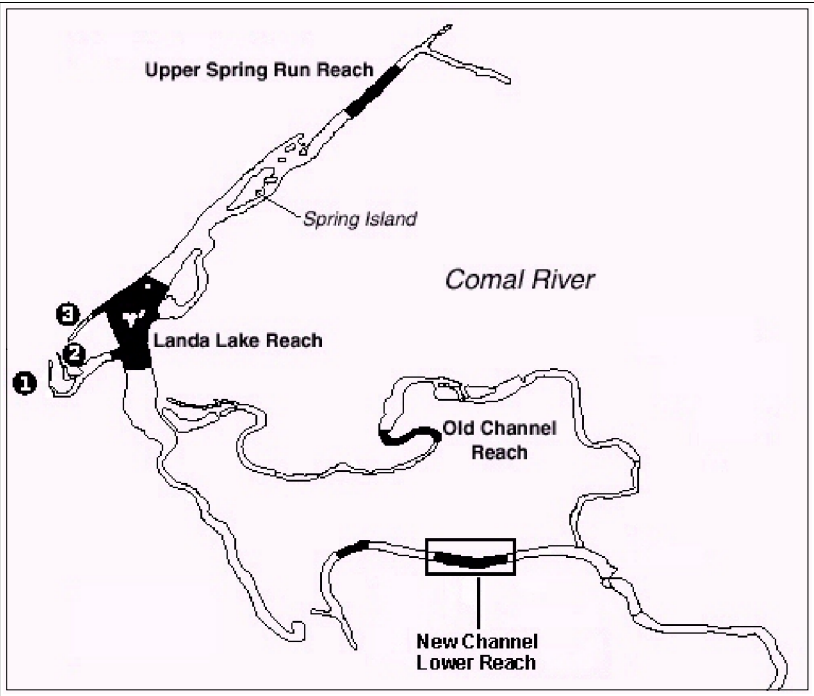 Upper Spring Run Reach
Spring Island
Comal River
3
Landa Lake Reach
2
1
Old Channel
Reach
New Channel
Lower Reach